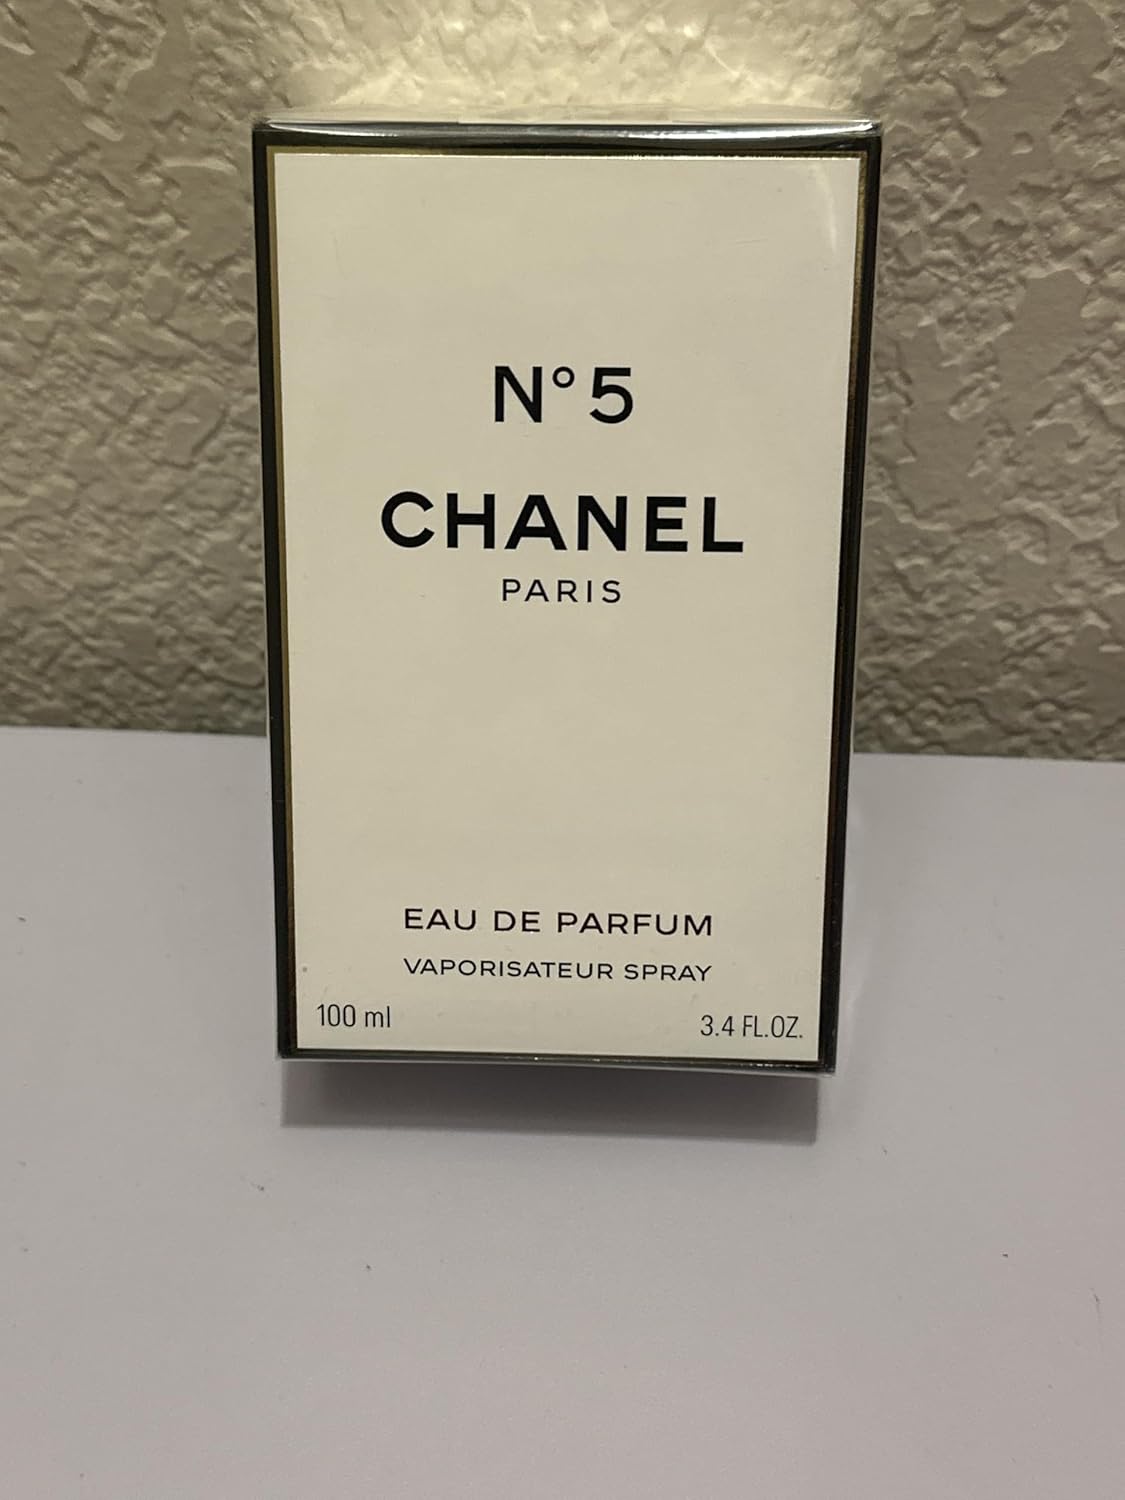 N° 5
CHANEL
PARIS
EAU DE PARFUM
VAPORISATEUR SPRAY
100 ml 3.4 FL.OZ.